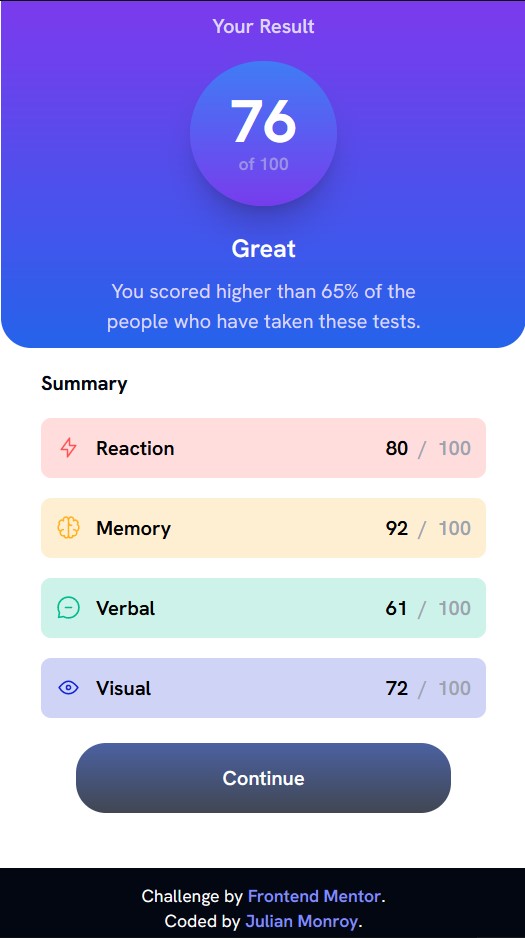 Your Result
76
of 100
Great
You scored higher than 65% of the
people who have taken these tests.
Summary
Reaction 80 / 100
Memory 92 / 100
Verbal 61 / 100
Visual 72 / 100
Continue
Challenge by Frontend Mentor.
Coded by Julian Monroy.